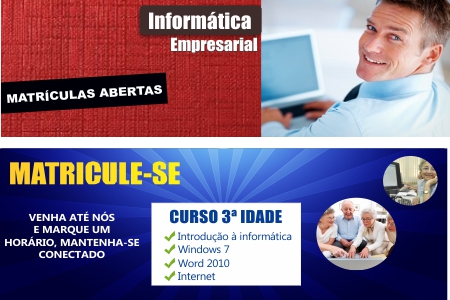 Informática
Empresarial
MATRÍCULAS ABERTAS
MATRICULE-SE
VENHA ATÉ NÓS
E MARQUE UM
HORÁRIO, MANTENHA-SE
CONECTADO
CURSO 3ª IDADE
Introdução à informática
Windows 7
Word 2010
Internet